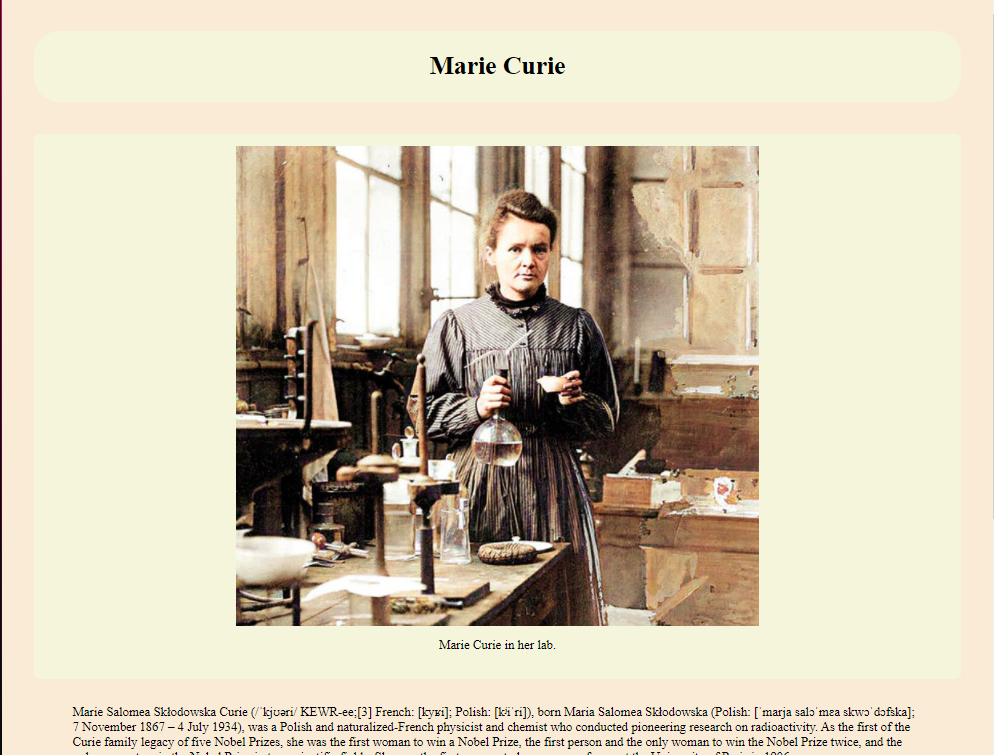 Marie Curie
Marie Curie in her lab.
Marie Salomea Skłodowska Curie (/ˈkjʊəri/ KEWR-ee;[3] French: [kyʁi]; Polish: [kʲiˈri]), born Maria Salomea Skłodowska (Polish: [ˈmarja salɔˈmɛa skwɔˈdɔfska];
7 November 1867 – 4 July 1934), was a Polish and naturalized-French physicist and chemist who conducted pioneering research on radioactivity. As the first of the
Curie family legacy of five Nobel Prizes, she was the first woman to win a Nobel Prize, the first person and the only woman to win the Nobel Prize twice, and the